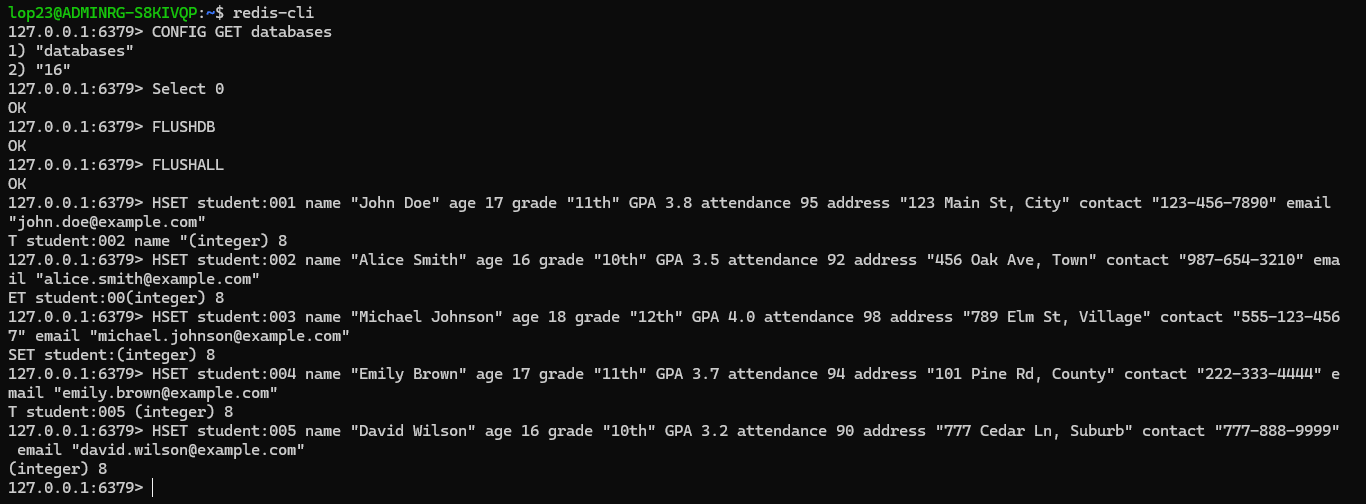 lop23@ADMINRG-S8KIVQP:~$ redis-cli
127.0.0.1:6379> CONFIG GET databases
1) "databases"
2) "16"
127.0.0.1:6379> Select 0
OK
127.0.0.1:6379> FLUSHDB
OK
127.0.0.1:6379> FLUSHALL
OK
127.0.0.1:6379> HSET student:001 name "John Doe" age 17 grade "11th" GPA 3.8 attendance 95 address "123 Main St, City" contact "123-456-7890" email
"john.doe@example.com"
T student:002 name "(integer) 8
127.0.0.1:6379> HSET student:002 name "Alice Smith" age 16 grade "10th" GPA 3.5 attendance 92 address "456 Oak Ave, Town" contact "987-654-3210" ema
il "alice.smith@example.com"
ET student:00(integer) 8
127.0.0.1:6379> HSET student:003 name "Michael Johnson" age 18 grade "12th" GPA 4.0 attendance 98 address "789 Elm St, Village" contact "555-123-456
7" email "michael.johnson@example.com"
SET student:(integer) 8
127.0.0.1:6379> HSET student:004 name "Emily Brown" age 17 grade "11th" GPA 3.7 attendance 94 address "101 Pine Rd, County" contact "222-333-4444" e
mail "emily.brown@example.com"
T student:005 (integer) 8
127.0.0.1:6379> HSET student:005 name "David Wilson" age 16 grade "10th" GPA 3.2 attendance 90 address "777 Cedar Ln, Suburb" contact "777-888-9999"
 email "david.wilson@example.com"
(integer) 8
127.0.0.1:6379>